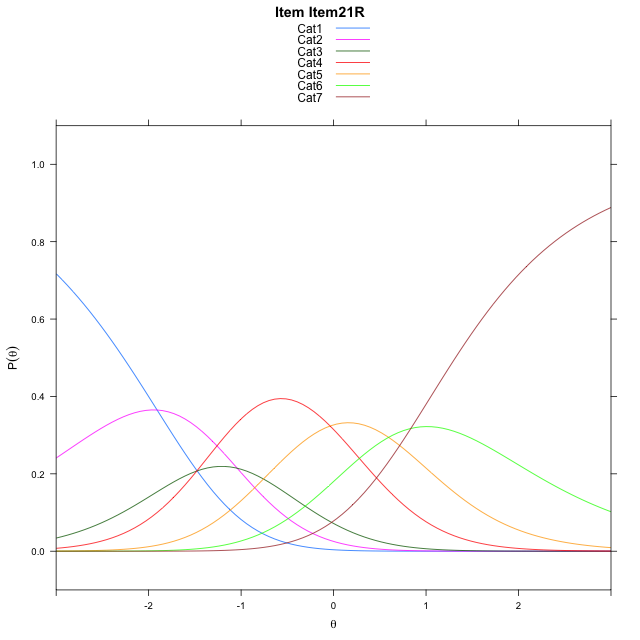 Item Item21R
Cat1
Cat2
Cat3
Cat4
Cat5
Cat6
Cat7
1.0
0.8
0.6
0.4
0.2
0.0
P(θ)
-2
-1
0
1
2
θ